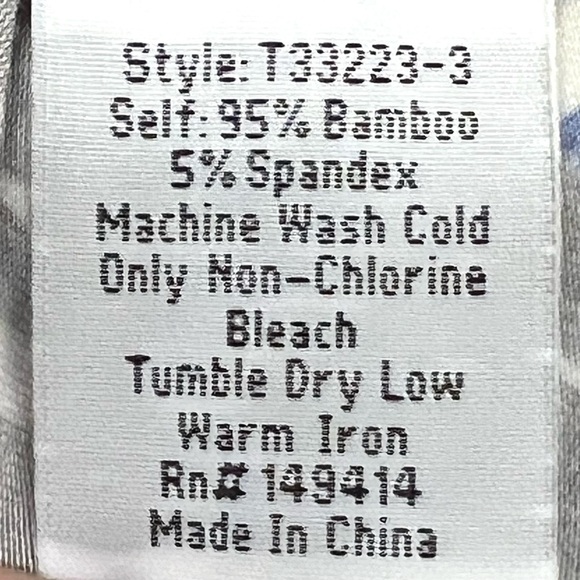 Style: T33223-3
Self: 95% Bamboo
5% Spandex
Machine Wash Cold
Only Non-Chlorine
Bleach
Tumble Dry Low
Warm Iron
Rn# 149414
Made In China